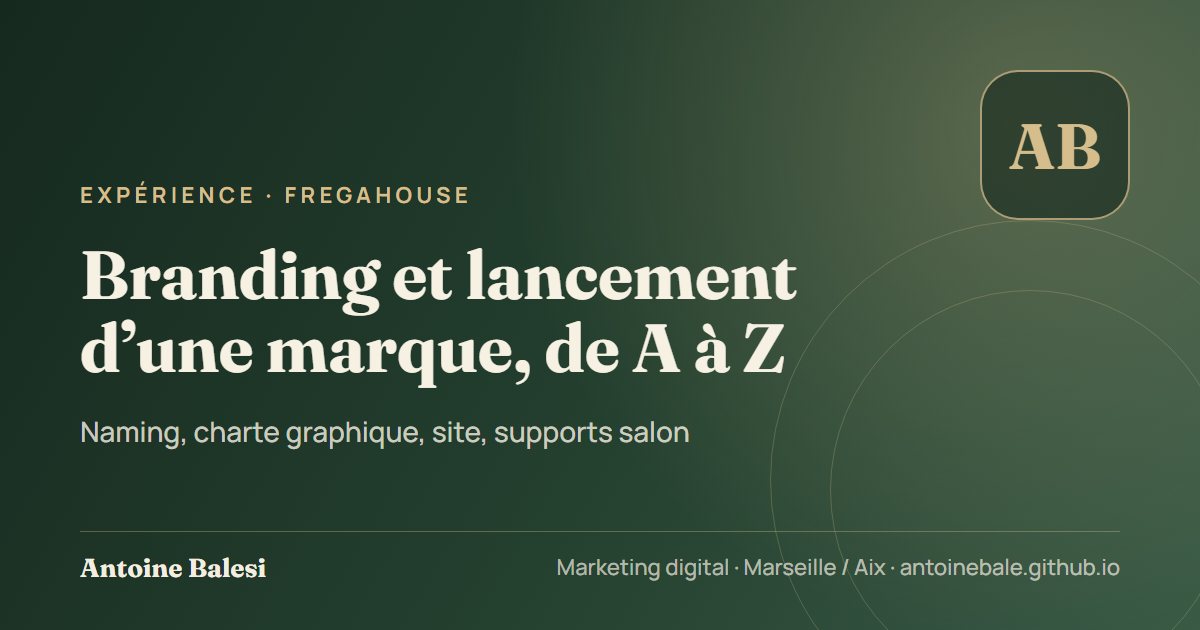 AB
EXPÉRIENCE · FREGAHOUSE
Branding et lancement
d’une marque, de A à Z
Naming, charte graphique, site, supports salon
Antoine Balesi
Marketing digital · Marseille / Aix · antoinebale.github.io